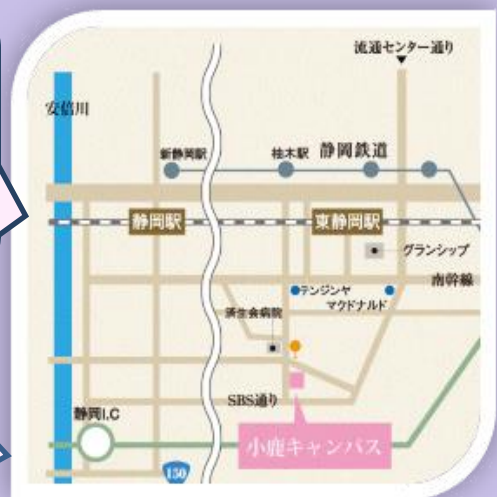 流通センター通り
安倍川
新静岡駅
柚木駅
静岡鉄道
静岡駅
東静岡駅
グランシップ
南幹線
テンジンヤ
マクドナルド
済生会病院
SBS通り
静岡I.C
小鹿キャンパス
150